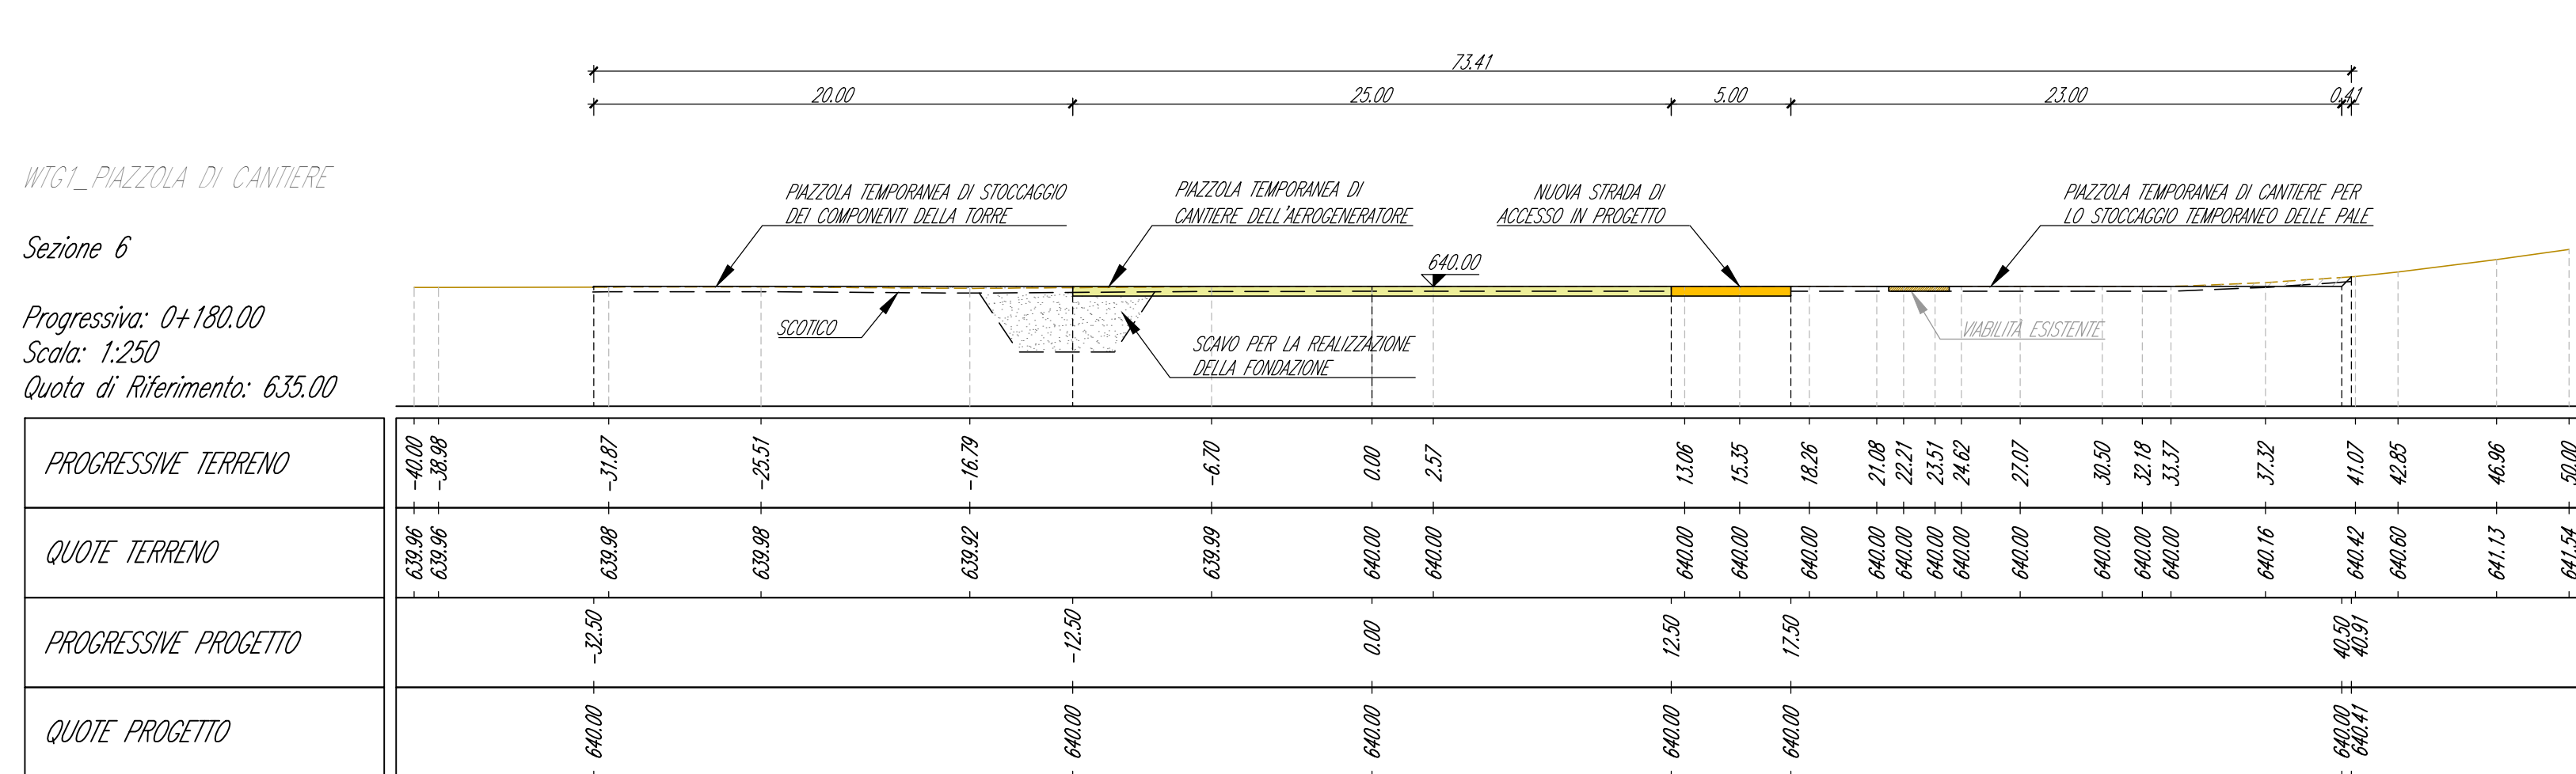 73.41
20.00 25.00 5.00 23.00 0.41
WTG1_PIAZZOLA DI CANTIERE
Sezione 6
Progressiva: 0+180.00
Scala: 1:250
Quota di Riferimento: 635.00
PIAZZOLA TEMPORANEA DI STOCCAGGIO
DEI COMPONENTI DELLA TORRE
PIAZZOLA TEMPORANEA DI
CANTIERE DELL'AEROGENERATORE
NUOVA STRADA DI
ACCESSO IN PROGETTO
PIAZZOLA TEMPORANEA DI CANTIERE PER
LO STOCCAGGIO TEMPORANEO DELLE PALE
640.00
SCOTICO
SCAVO PER LA REALIZZAZIONE
DELLA FONDAZIONE
VIABILITÀ ESISTENTE
PROGRESSIVE TERRENO -40.00 -38.98 -31.87 -25.51 -16.79 -6.70 0.00 2.57 13.06 15.35 18.26 21.08 22.21 23.51 24.62 27.07 30.50 32.18 33.37 37.32 41.07 42.85 46.96 50.00
QUOTE TERRENO 639.96 639.96 639.98 639.98 639.92 639.99 640.00 640.00 640.00 640.00 640.00 640.00 640.00 640.00 640.00 640.00 640.00 640.00 640.00 640.16 640.42 640.60 641.13 641.54
PROGRESSIVE PROGETTO -32.50 -12.50 0.00 12.50 17.50 40.50 40.91
QUOTE PROGETTO 640.00 640.00 640.00 640.00 640.00 640.00 640.41